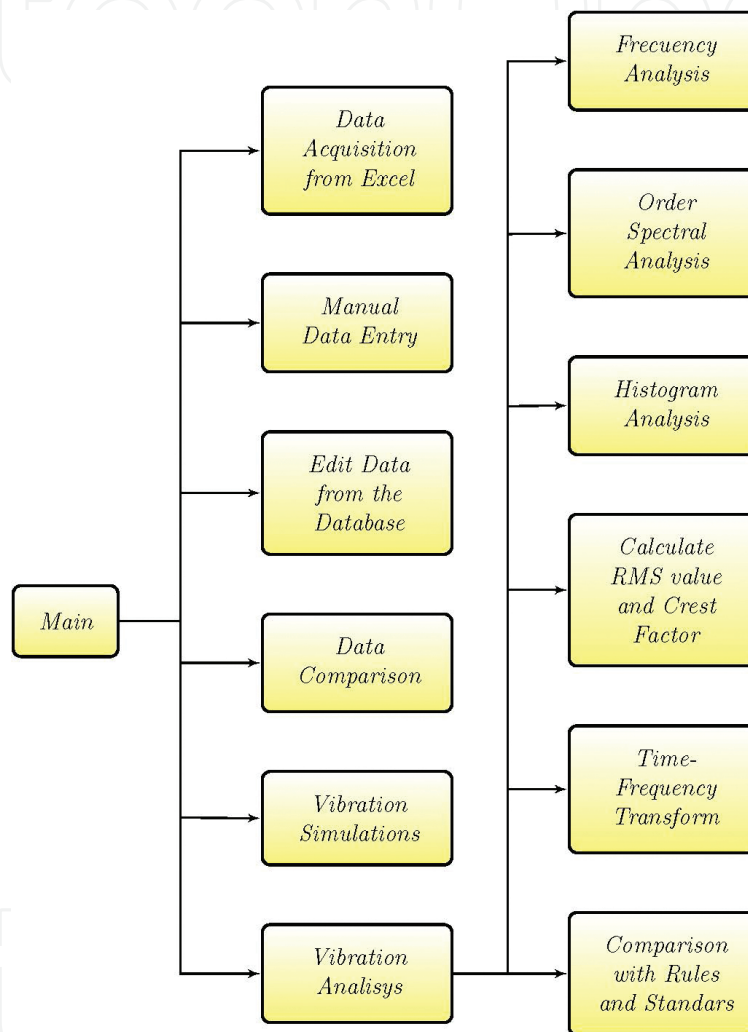 Main
Data
Acquisition
from Excel
Manual
Data Entry
Edit Data
from the
Database
Data
Comparison
Vibration
Simulations
Vibration
Analisys
Frecuency
Analysis
Order
Spectral
Analysis
Histogram
Analysis
Calculate
RMS value
and Crest
Factor
Time-
Frequency
Transform
Comparison
with Rules
and Standars